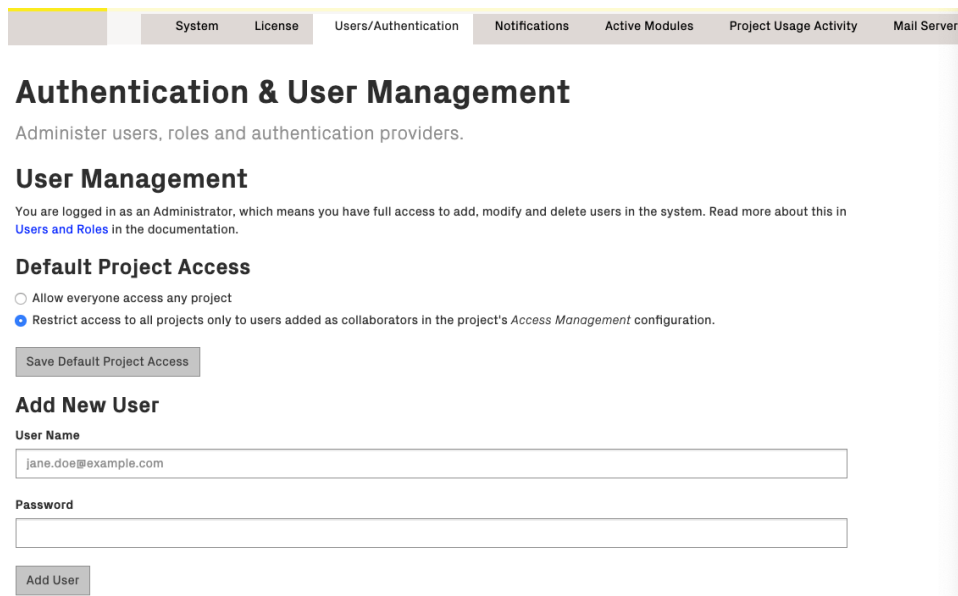 System License Users/Authentication Notifications Active Modules Project Usage Activity Mail Server
Authentication & User Management
Administer users, roles and authentication providers.
User Management
You are logged in as an Administrator, which means you have full access to add, modify and delete users in the system. Read more about this in
Users and Roles in the documentation.
Default Project Access
Allow everyone access any project
Restrict access to all projects only to users added as collaborators in the project's Access Management configuration.
Save Default Project Access
Add New User
User Name
jane.doe@example.com
Password
Add User